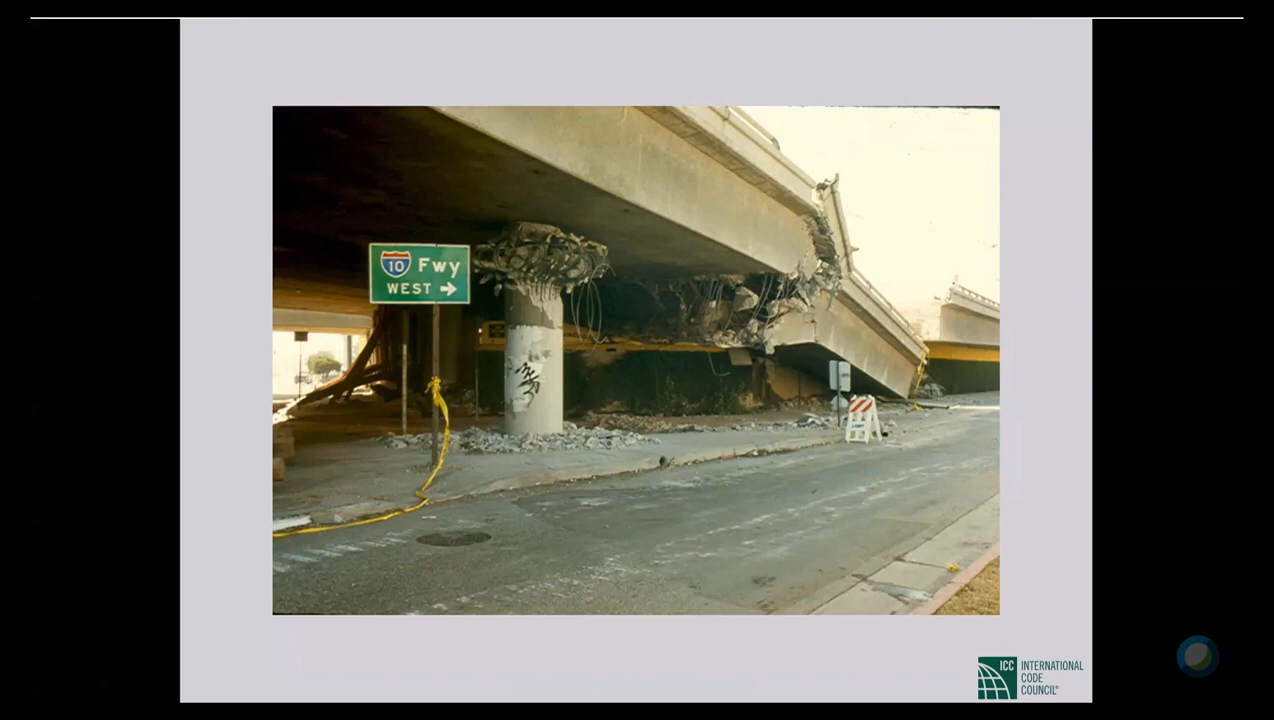 10 Fwy
WEST →
ICC
INTERNATIONAL
CODE
COUNCIL®